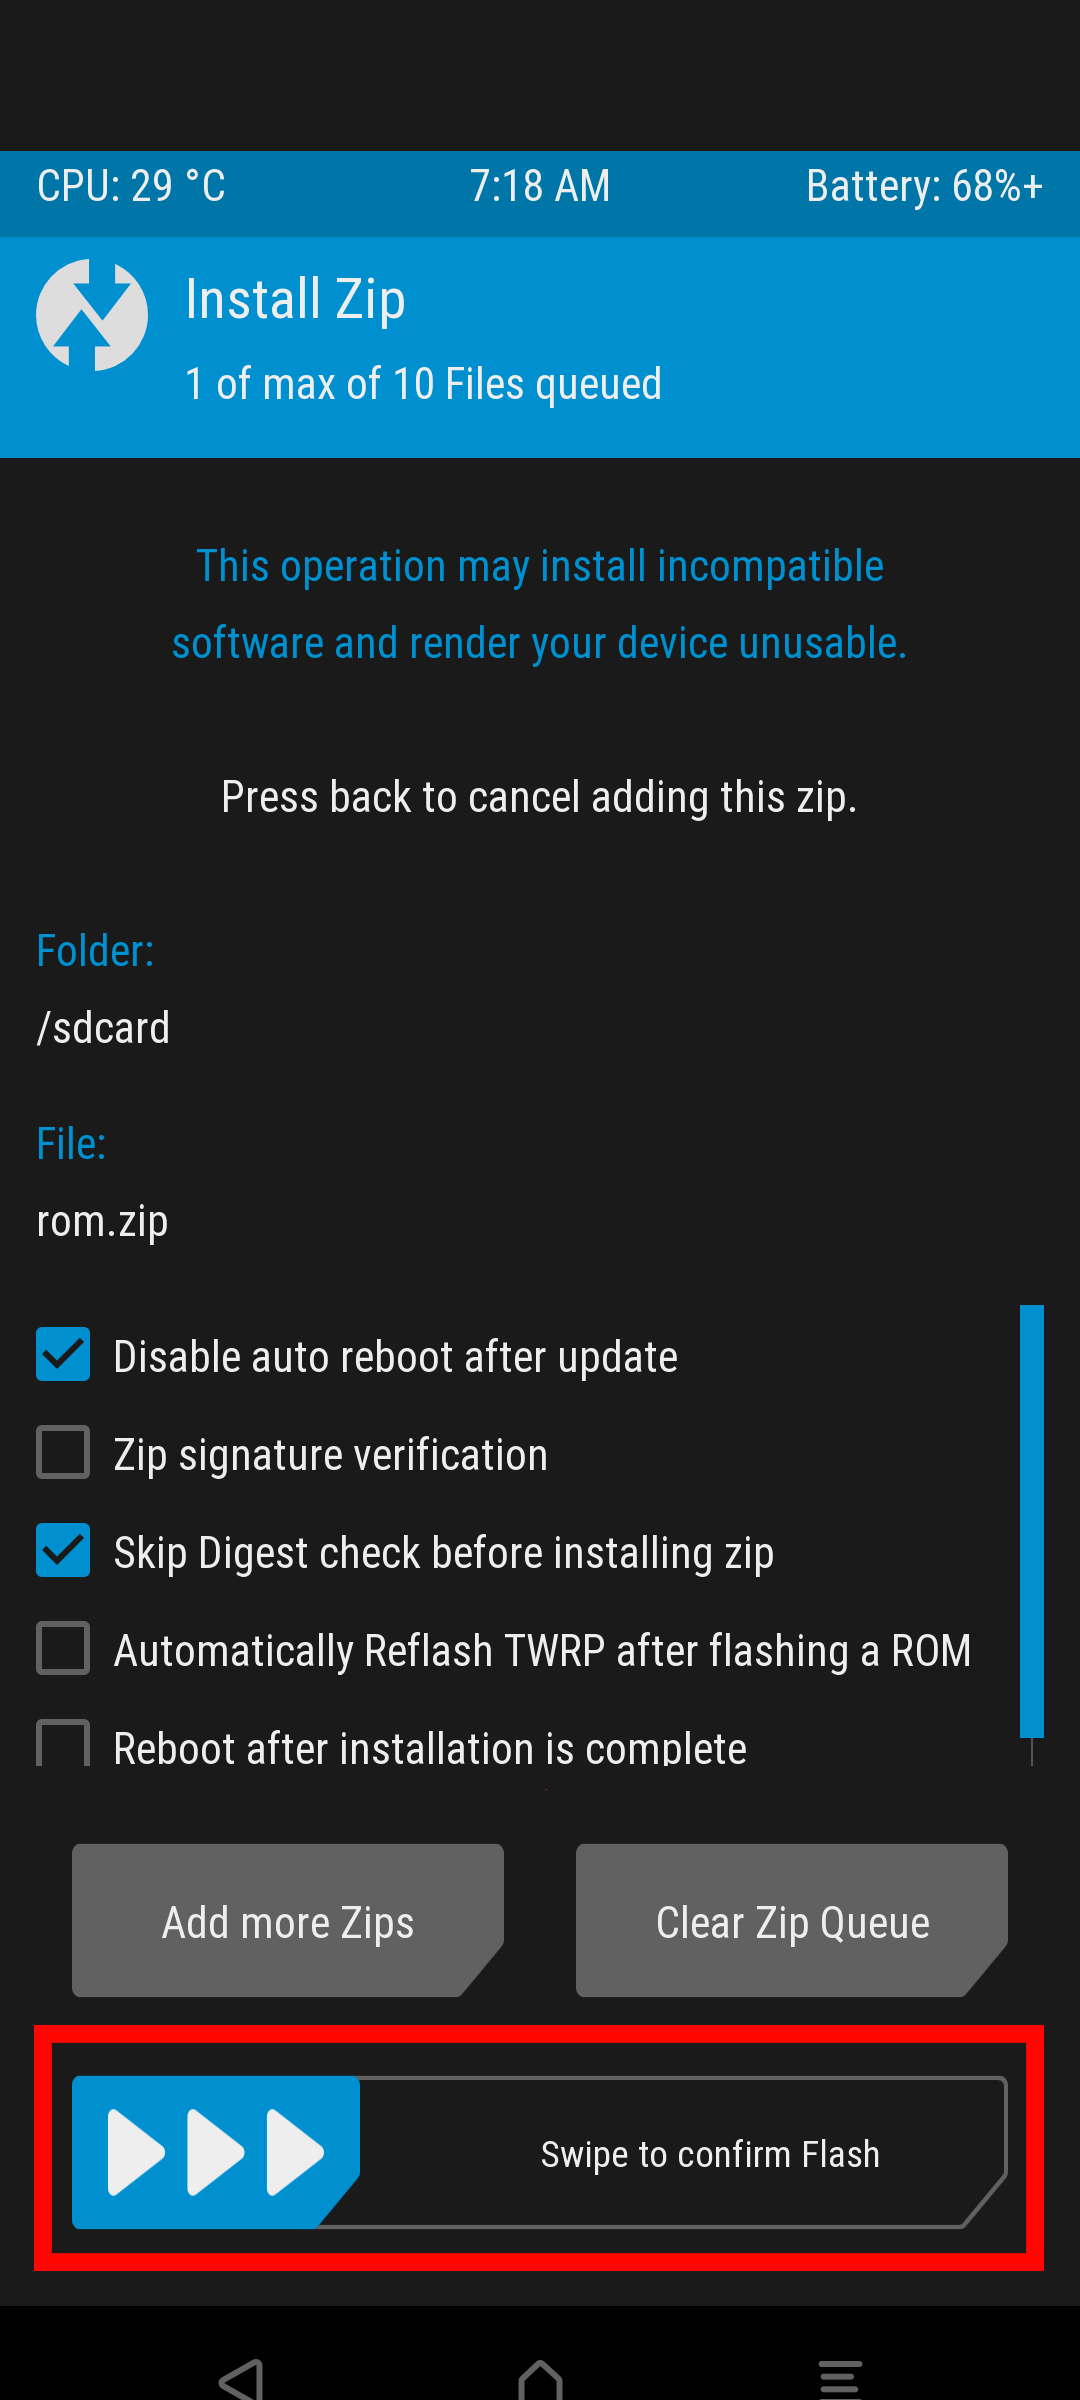 CPU: 29 °C 7:18 AM Battery: 68%+
Install Zip
1 of max of 10 Files queued
This operation may install incompatible
software and render your device unusable.
Press back to cancel adding this zip.
Folder:
/sdcard
File:
rom.zip
Disable auto reboot after update
Zip signature verification
Skip Digest check before installing zip
Automatically Reflash TWRP after flashing a ROM
Reboot after installation is complete
Add more Zips Clear Zip Queue
Swipe to confirm Flash